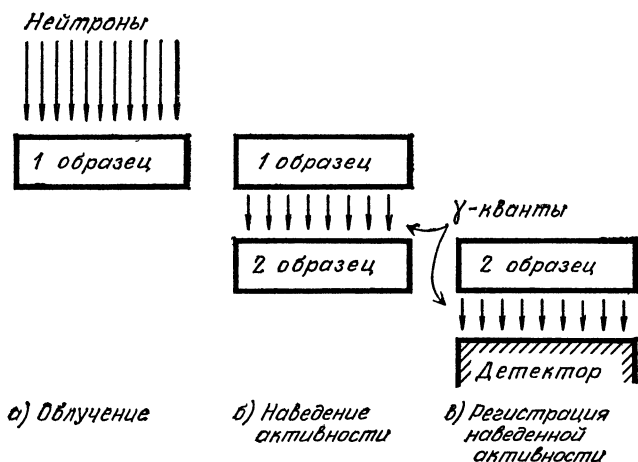 Нейтроны
1 образец
1 образец
γ-кванты
2 образец
2 образец
Детектор
а) Облучение
б) Наведение
активности
в) Регистрация
наведенной
активности